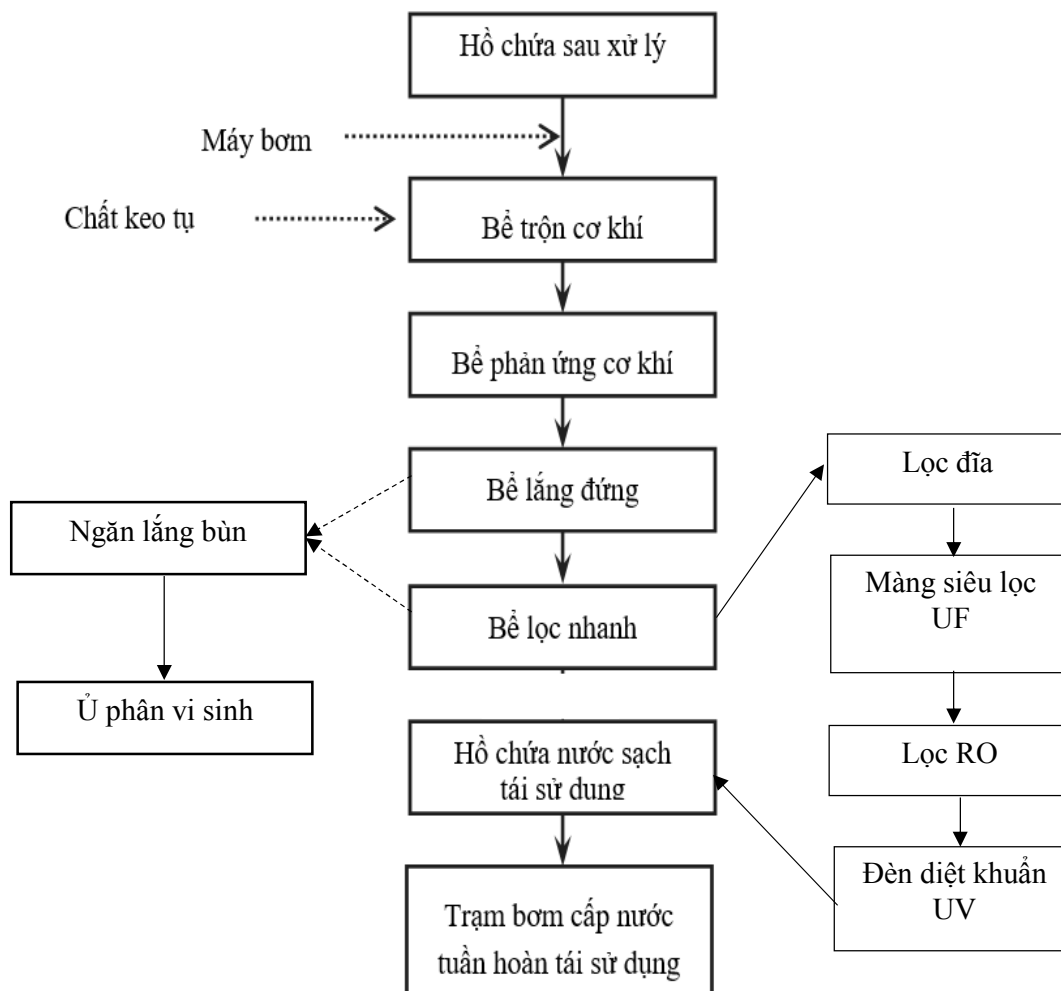 Hồ chứa sau xử lý
Máy bơm
Chất keo tụ
Bể trộn cơ khí
Bể phản ứng cơ khí
Bể lắng đứng
Lọc đĩa
Ngăn lắng bùn
Màng siêu lọc
UF
Bể lọc nhanh
Ủ phân vi sinh
Hồ chứa nước sạch
tái sử dung
Lọc RO
Đèn diệt khuẩn
UV
Trạm bơm cấp nước
tuần hoàn tái sử dụng